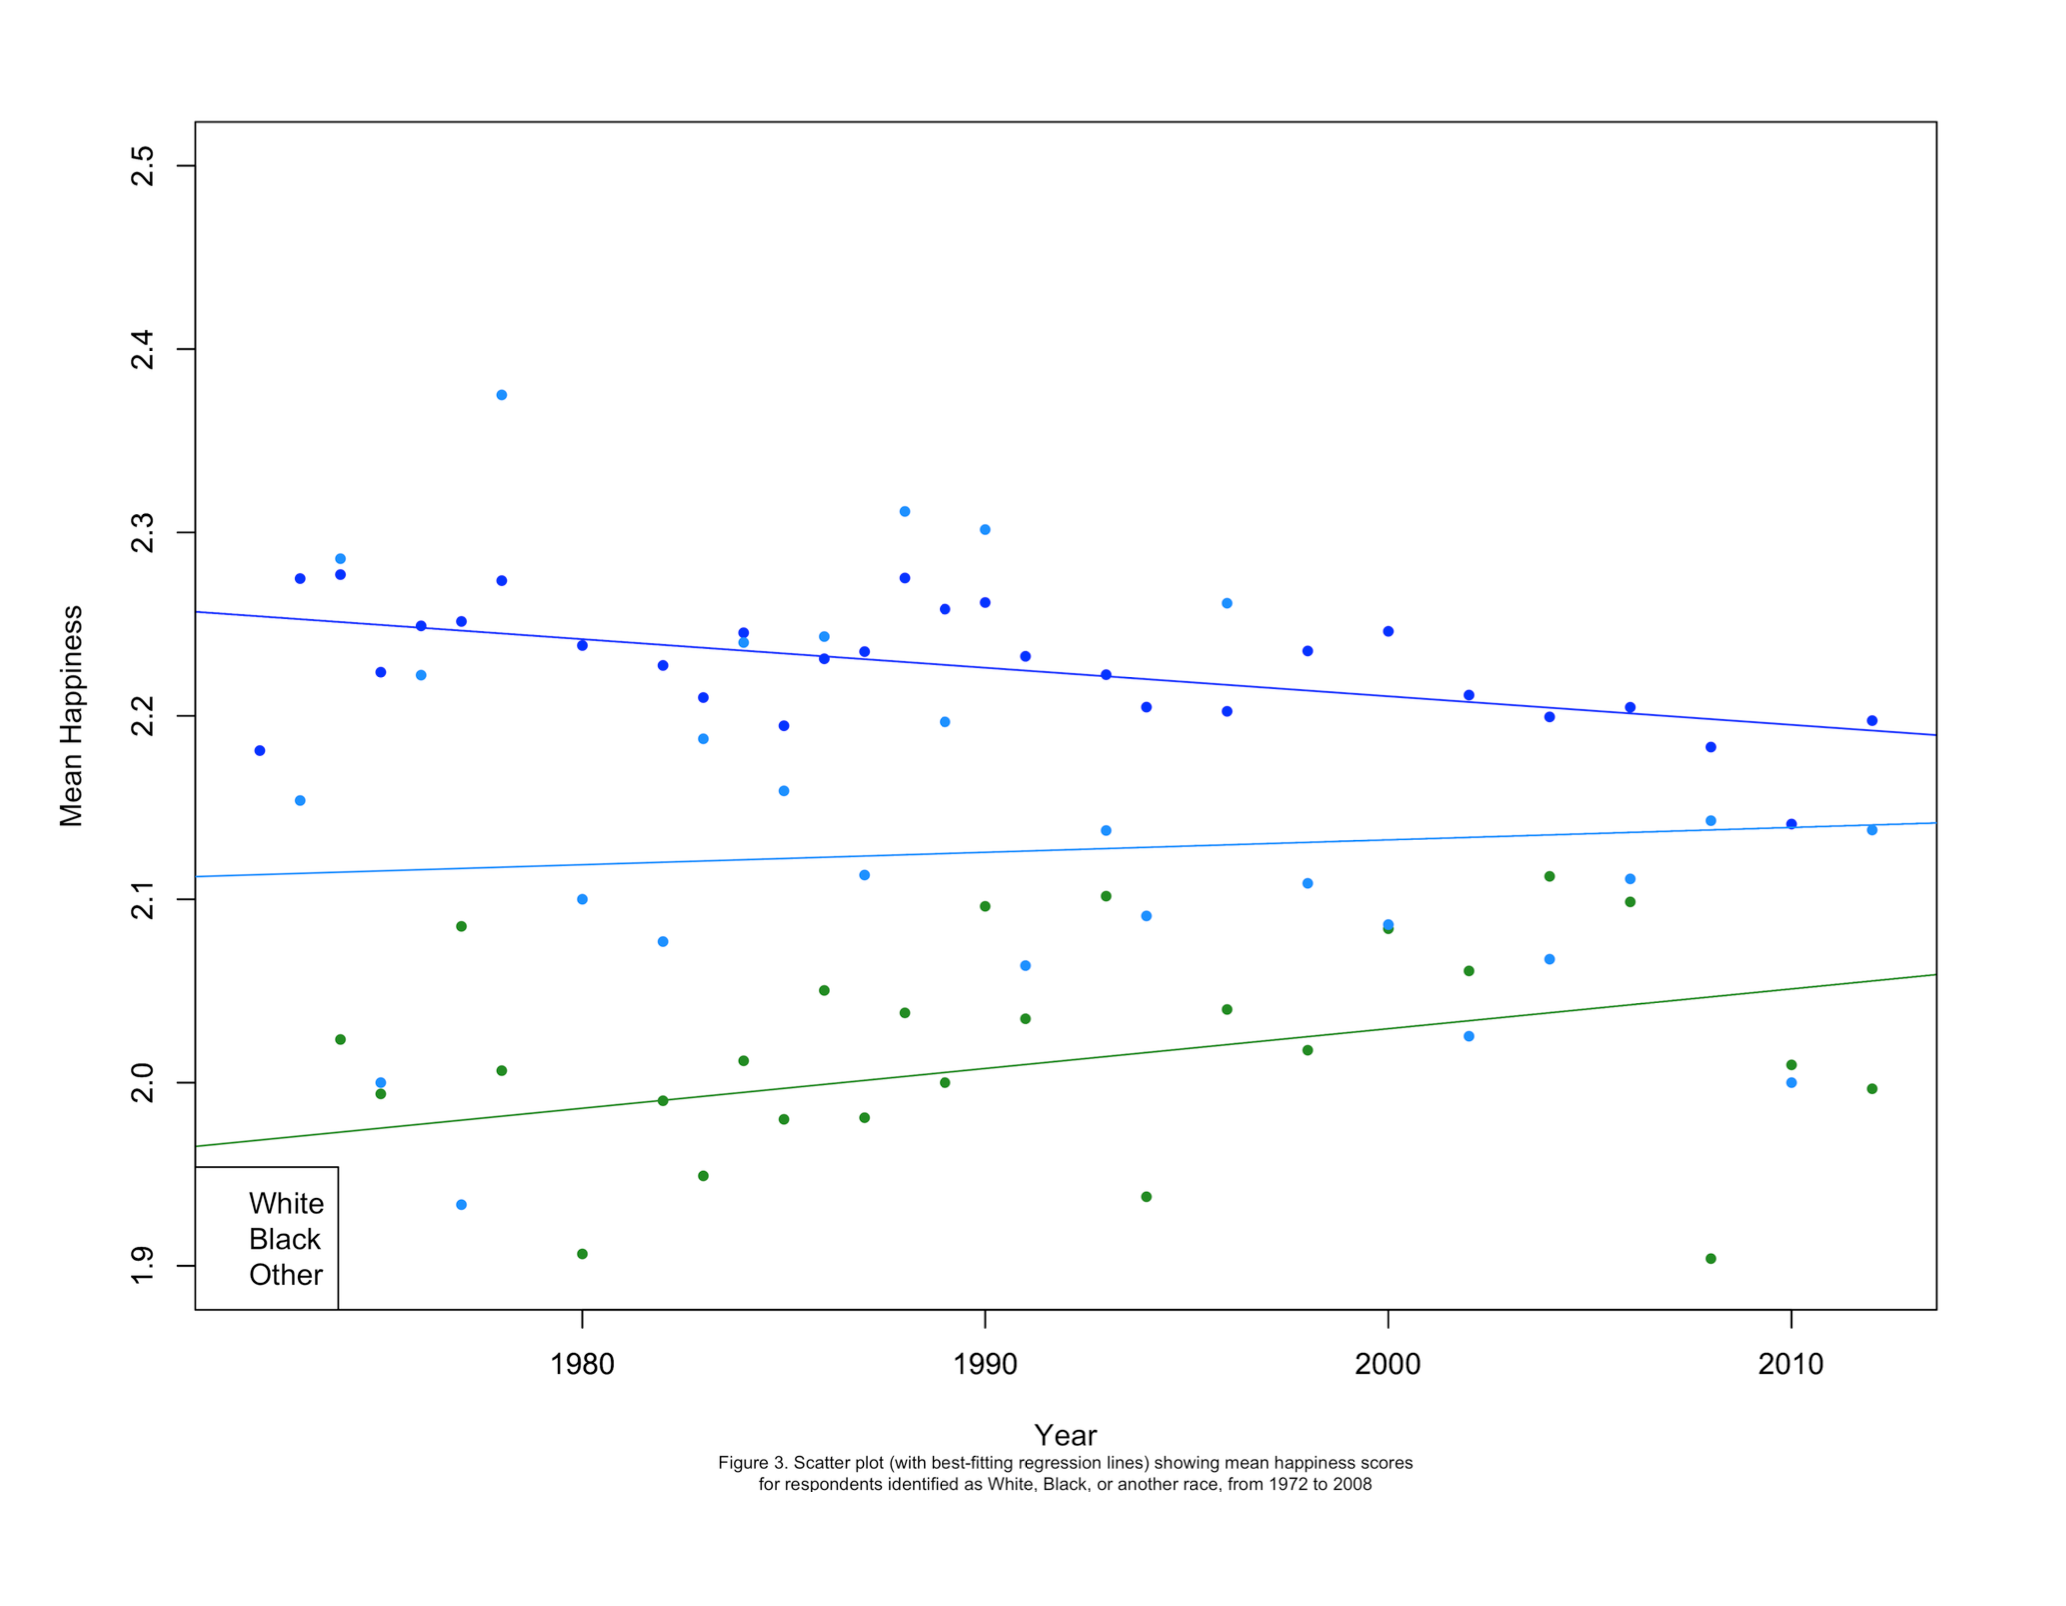 2.5
2.4
2.3
2.2
2.1
2.0
1.9
Mean Happiness
White
Black
Other
1980 1990 2000 2010
Year
Figure 3. Scatter plot (with best-fitting regression lines) showing mean happiness scores
for respondents identified as White, Black, or another race, from 1972 to 2008